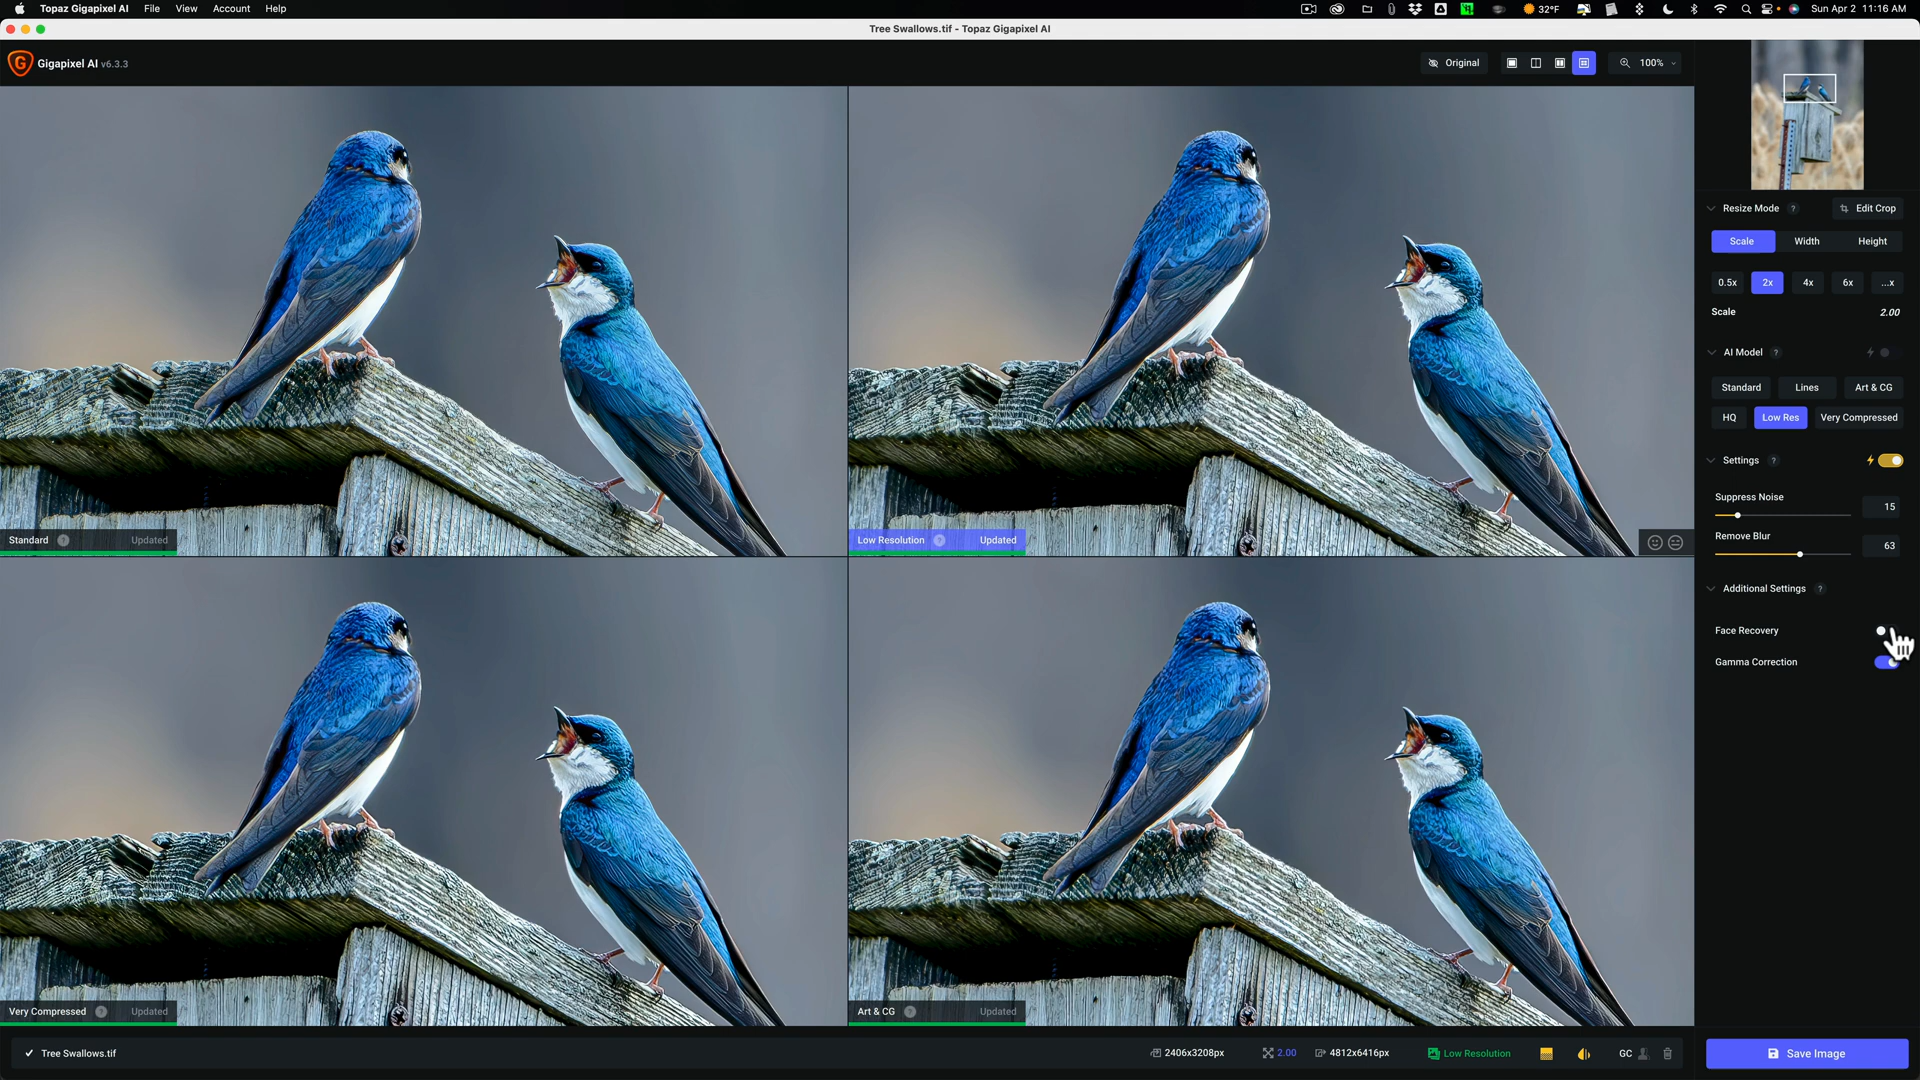 Topaz Gigapixel AI File View Account Help
32°F Sun Apr 2 11:16 AM
Tree Swallows.tif - Topaz Gigapixel AI
Gigapixel AI v6.3.3
Original
100%
Resize Mode ? Edit Crop
Scale Width Height
0.5x 2x 4x 6x ...x
Scale 2.00
AI Model ?
Standard Lines Art & CG
HQ Low Res Very Compressed
Settings ?
Suppress Noise 15
Remove Blur 63
Additional Settings ?
Face Recovery
Gamma Correction
Standard ? Updated
Low Resolution ? Updated
Very Compressed ? Updated
Art & CG ? Updated
Tree Swallows.tif
2406x3208px 2.00 4812x6416px Low Resolution GC
Save Image